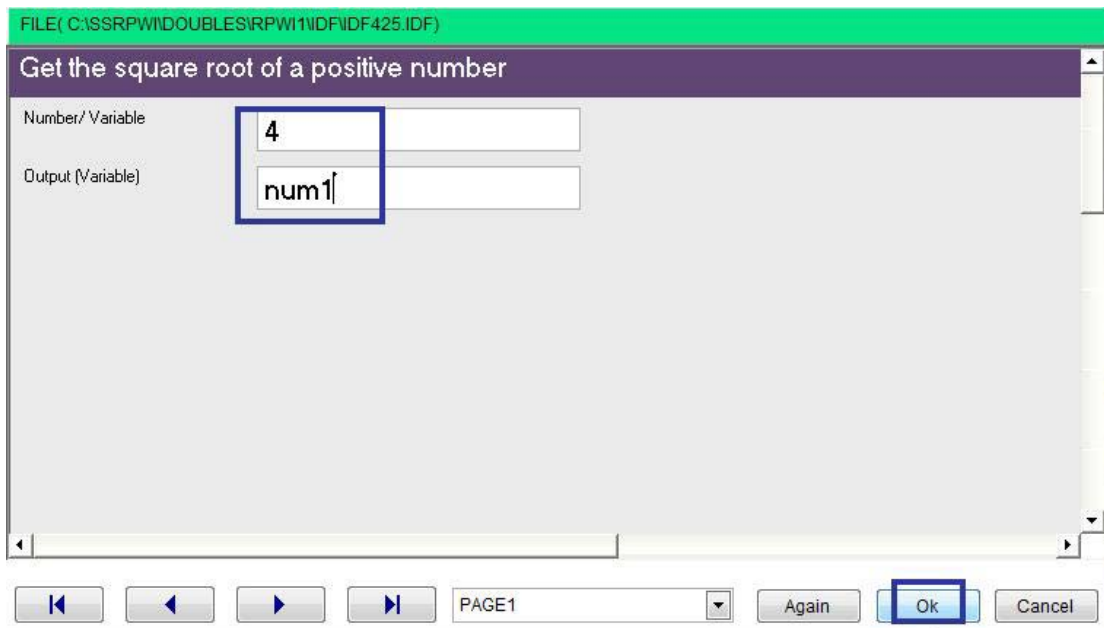 FILE( C:\SSRPWI\DOUBLES\RPWI1\IDF\IDF425.IDF)
Get the square root of a positive number
Number/ Variable
4
Output (Variable)
num1
PAGE1
Again
Ok
Cancel